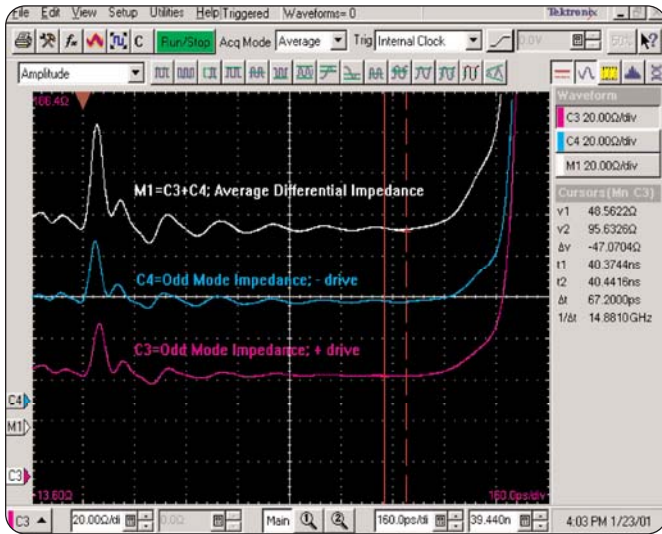 File Edit View Setup Utilities Help Triggered Waveforms= 0 Tektronix
C Run/Stop Acq Mode Average Trig Internal Clock 0.0V 50%
Amplitude
Waveform
C3 20.00Ω/div
C4 20.00Ω/div
M1 20.00Ω/div
Cursors (Mn C3)
v1 48.5622Ω
v2 95.6326Ω
Δv -47.0704Ω
t1 40.3744ns
t2 40.4416ns
Δt 67.2000ps
1/Δt 14.8810GHz
M1=C3+C4; Average Differential Impedance
C4=Odd Mode Impedance; - drive
C3=Odd Mode Impedance; + drive
C4
M1
C3
-13.60Ω 160.0ps/div
C3 20.00Ω/di 0.0Ω Main 160.0ps/di 39.440n 4:03 PM 1/23/01